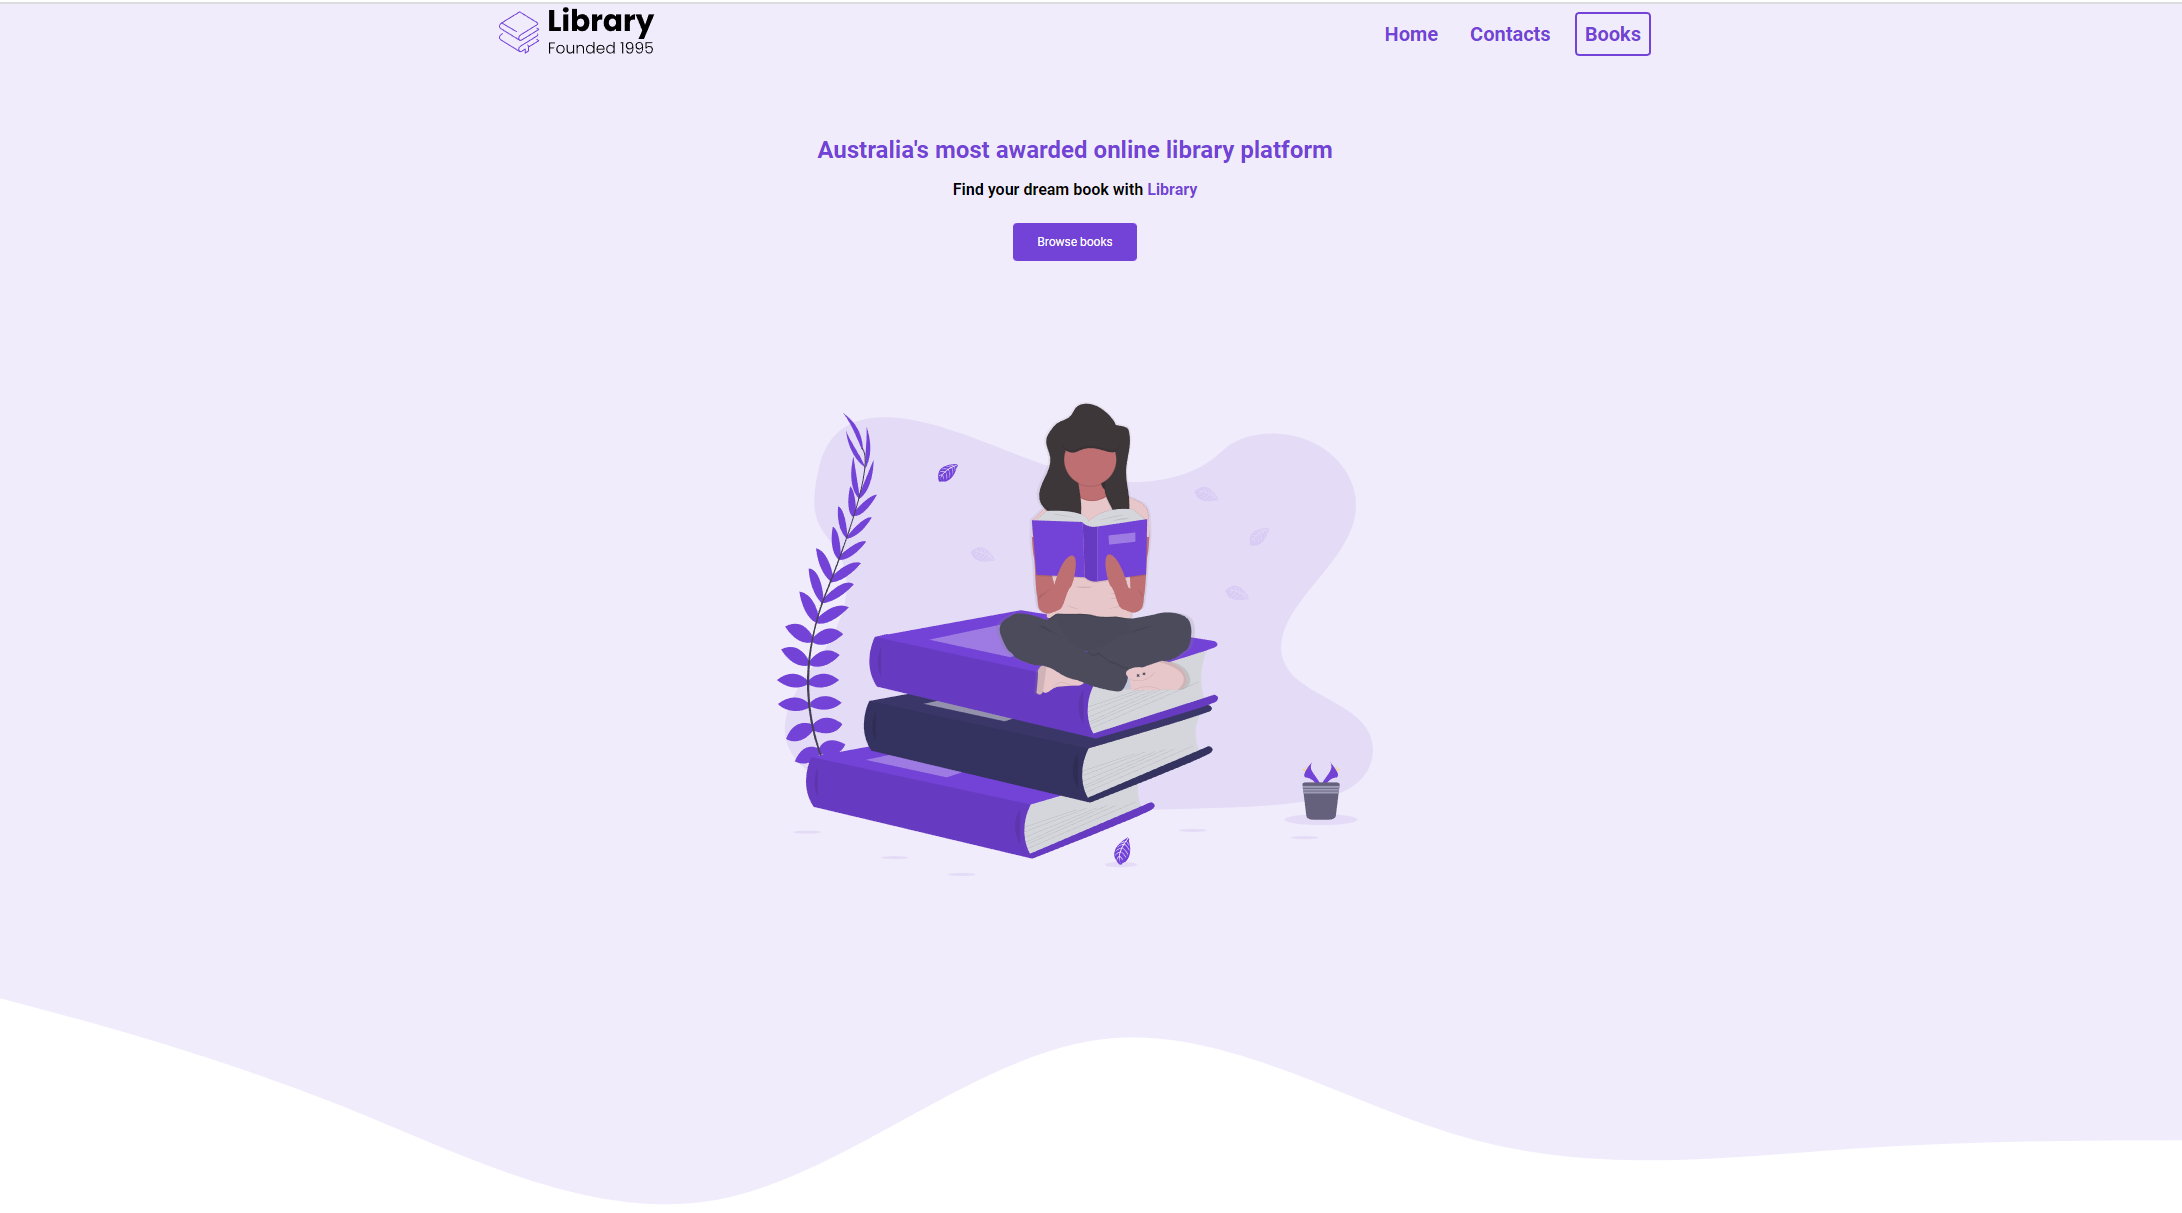 Library
Founded 1995
Home
Contacts
Books
Australia's most awarded online library platform
Find your dream book with Library
Browse books